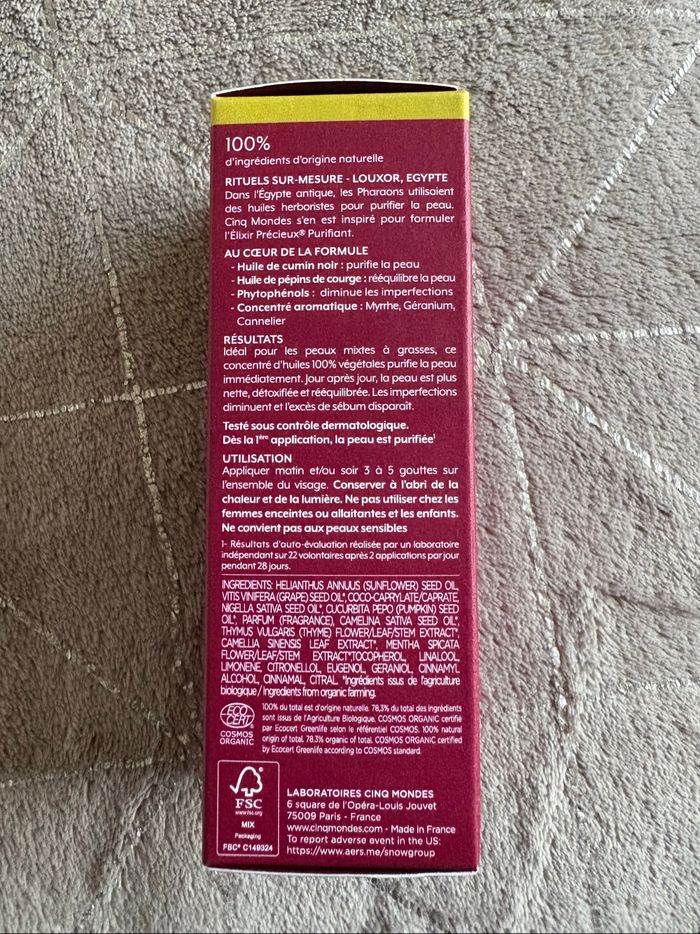 100%
d'ingrédients d'origine naturelle
RITUELS SUR-MESURE - LOUXOR, EGYPTE
Dans l'Égypte antique, les Pharaons utilisaient
des huiles herboristes pour purifier la peau.
Cinq Mondes s'en est inspiré pour formuler
l'Élixir Précieux® Purifiant.
AU CŒUR DE LA FORMULE
- Huile de cumin noir : purifie la peau
- Huile de pépins de courge : rééquilibre la peau
- Phytophénols : diminue les imperfections
- Concentré aromatique : Myrrhe, Géranium,
Cannelier
RÉSULTATS
Idéal pour les peaux mixtes à grasses, ce
concentré d'huiles 100% végétales purifie la peau
immédiatement. Jour après jour, la peau est plus
nette, détoxifiée et rééquilibrée. Les imperfections
diminuent et l'excès de sébum disparaît.
Testé sous contrôle dermatologique.
Dès la 1ère application, la peau est purifiée¹
UTILISATION
Appliquer matin et/ou soir 3 à 5 gouttes sur
l'ensemble du visage. Conserver à l'abri de la
chaleur et de la lumière. Ne pas utiliser chez les
femmes enceintes ou allaitantes et les enfants.
Ne convient pas aux peaux sensibles
1- Résultats d'auto-évaluation réalisée par un laboratoire
indépendant sur 22 volontaires après 2 applications par jour
pendant 28 jours.
INGREDIENTS: HELIANTHUS ANNUUS (SUNFLOWER) SEED OIL,
VITIS VINIFERA (GRAPE) SEED OIL*, COCO-CAPRYLATE/CAPRATE,
NIGELLA SATIVA SEED OIL*, CUCURBITA PEPO (PUMPKIN) SEED
OIL*, PARFUM (FRAGRANCE), CAMELINA SATIVA SEED OIL*,
THYMUS VULGARIS (THYME) FLOWER/LEAF/STEM EXTRACT*,
CAMELLIA SINENSIS LEAF EXTRACT*, MENTHA SPICATA
FLOWER/LEAF/STEM EXTRACT*,TOCOPHEROL, LINALOOL,
LIMONENE, CITRONELLOL, EUGENOL, GERANIOL, CINNAMYL
ALCOHOL, CINNAMAL, CITRAL. *Ingrédients issus de l'agriculture
biologique / Ingredients from organic farming.
ECO
CERT
COSMOS
ORGANIC
100% du total est d'origine naturelle. 78,3% du total des ingrédients
sont issus de l'Agriculture Biologique. COSMOS ORGANIC certifié
par Ecocert Greenlife selon le référentiel COSMOS. 100% natural
origin of total. 78.3% organic of total. COSMOS ORGANIC certified
by Ecocert Greenlife according to COSMOS standard.
FSC
www.fsc.org
MIX
Packaging
FSC® C149324
LABORATOIRES CINQ MONDES
6 square de l'Opéra-Louis Jouvet
75009 Paris - France
www.cinqmondes.com - Made in France
To report adverse event in the US:
https://www.aers.me/snowgroup